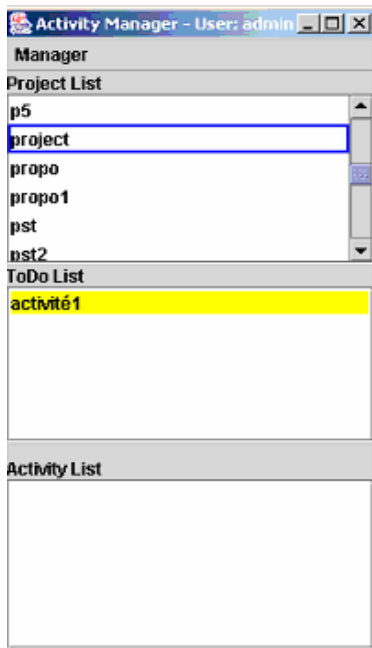 Activity Manager - User: admin
Manager
Project List
p5
project
propo
propo1
pst
pst2
ToDo List
activité1
Activity List